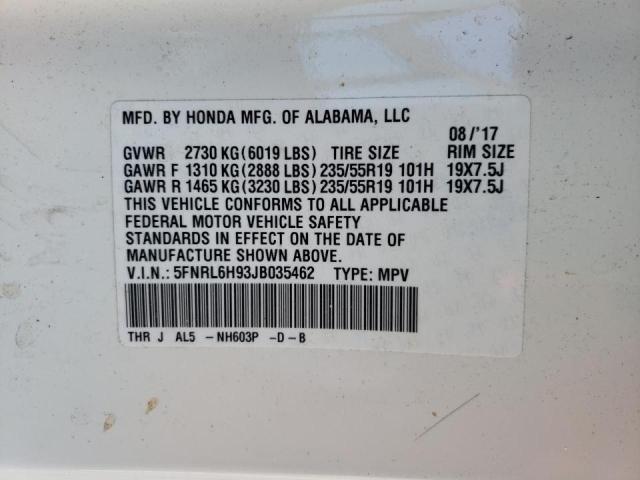 MFD. BY HONDA MFG. OF ALABAMA, LLC
08/'17
GVWR 2730 KG(6019 LBS) TIRE SIZE RIM SIZE
GAWR F 1310 KG(2888 LBS) 235/55R19 101H 19X7.5J
GAWR R 1465 KG(3230 LBS) 235/55R19 101H 19X7.5J
THIS VEHICLE CONFORMS TO ALL APPLICABLE
FEDERAL MOTOR VEHICLE SAFETY
STANDARDS IN EFFECT ON THE DATE OF
MANUFACTURE SHOWN ABOVE.
V.I.N.: 5FNRL6H93JB035462 TYPE: MPV
THR J AL5 -NH603P -D-B